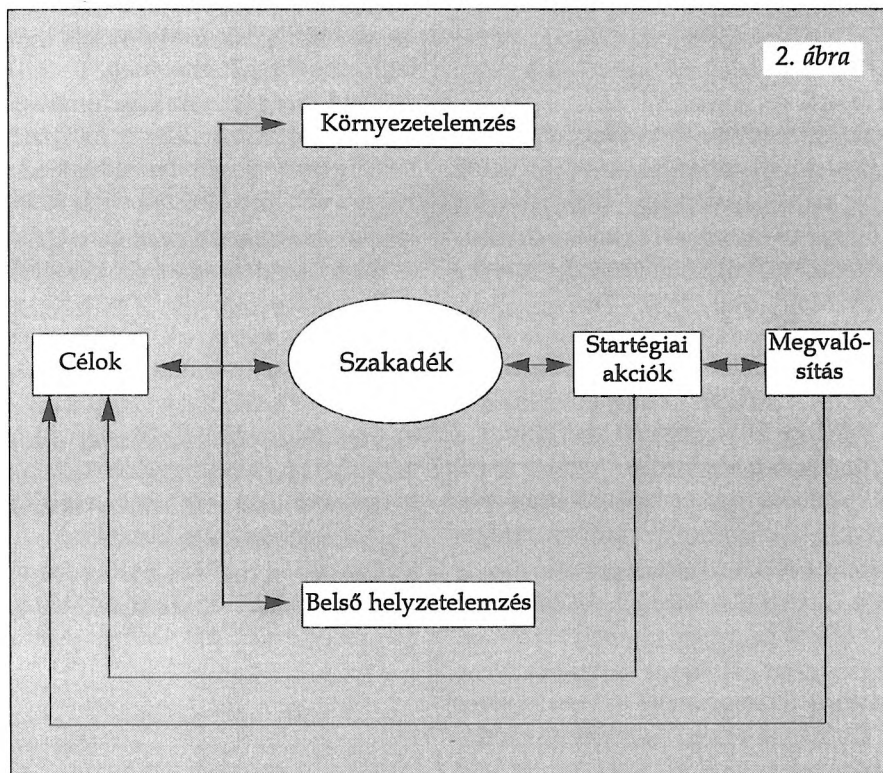 2. ábra
Környezetelemzés
Célok
Szakadék
Startégiai
akciók
Megvaló-
sítás
Belső helyzetelemzés